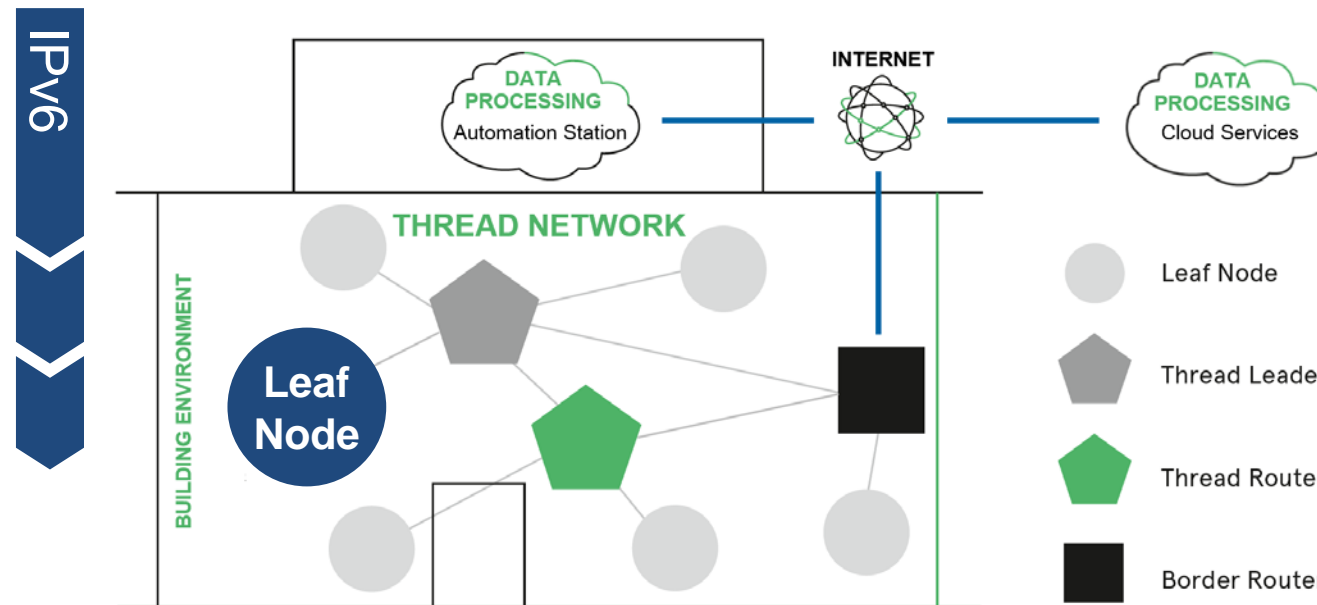 IPv6
DATA
PROCESSING
Automation Station
INTERNET
DATA
PROCESSING
Cloud Services
THREAD NETWORK
BUILDING ENVIRONMENT
Leaf
Node
Leaf Node
Thread Leade
Thread Route
Border Route